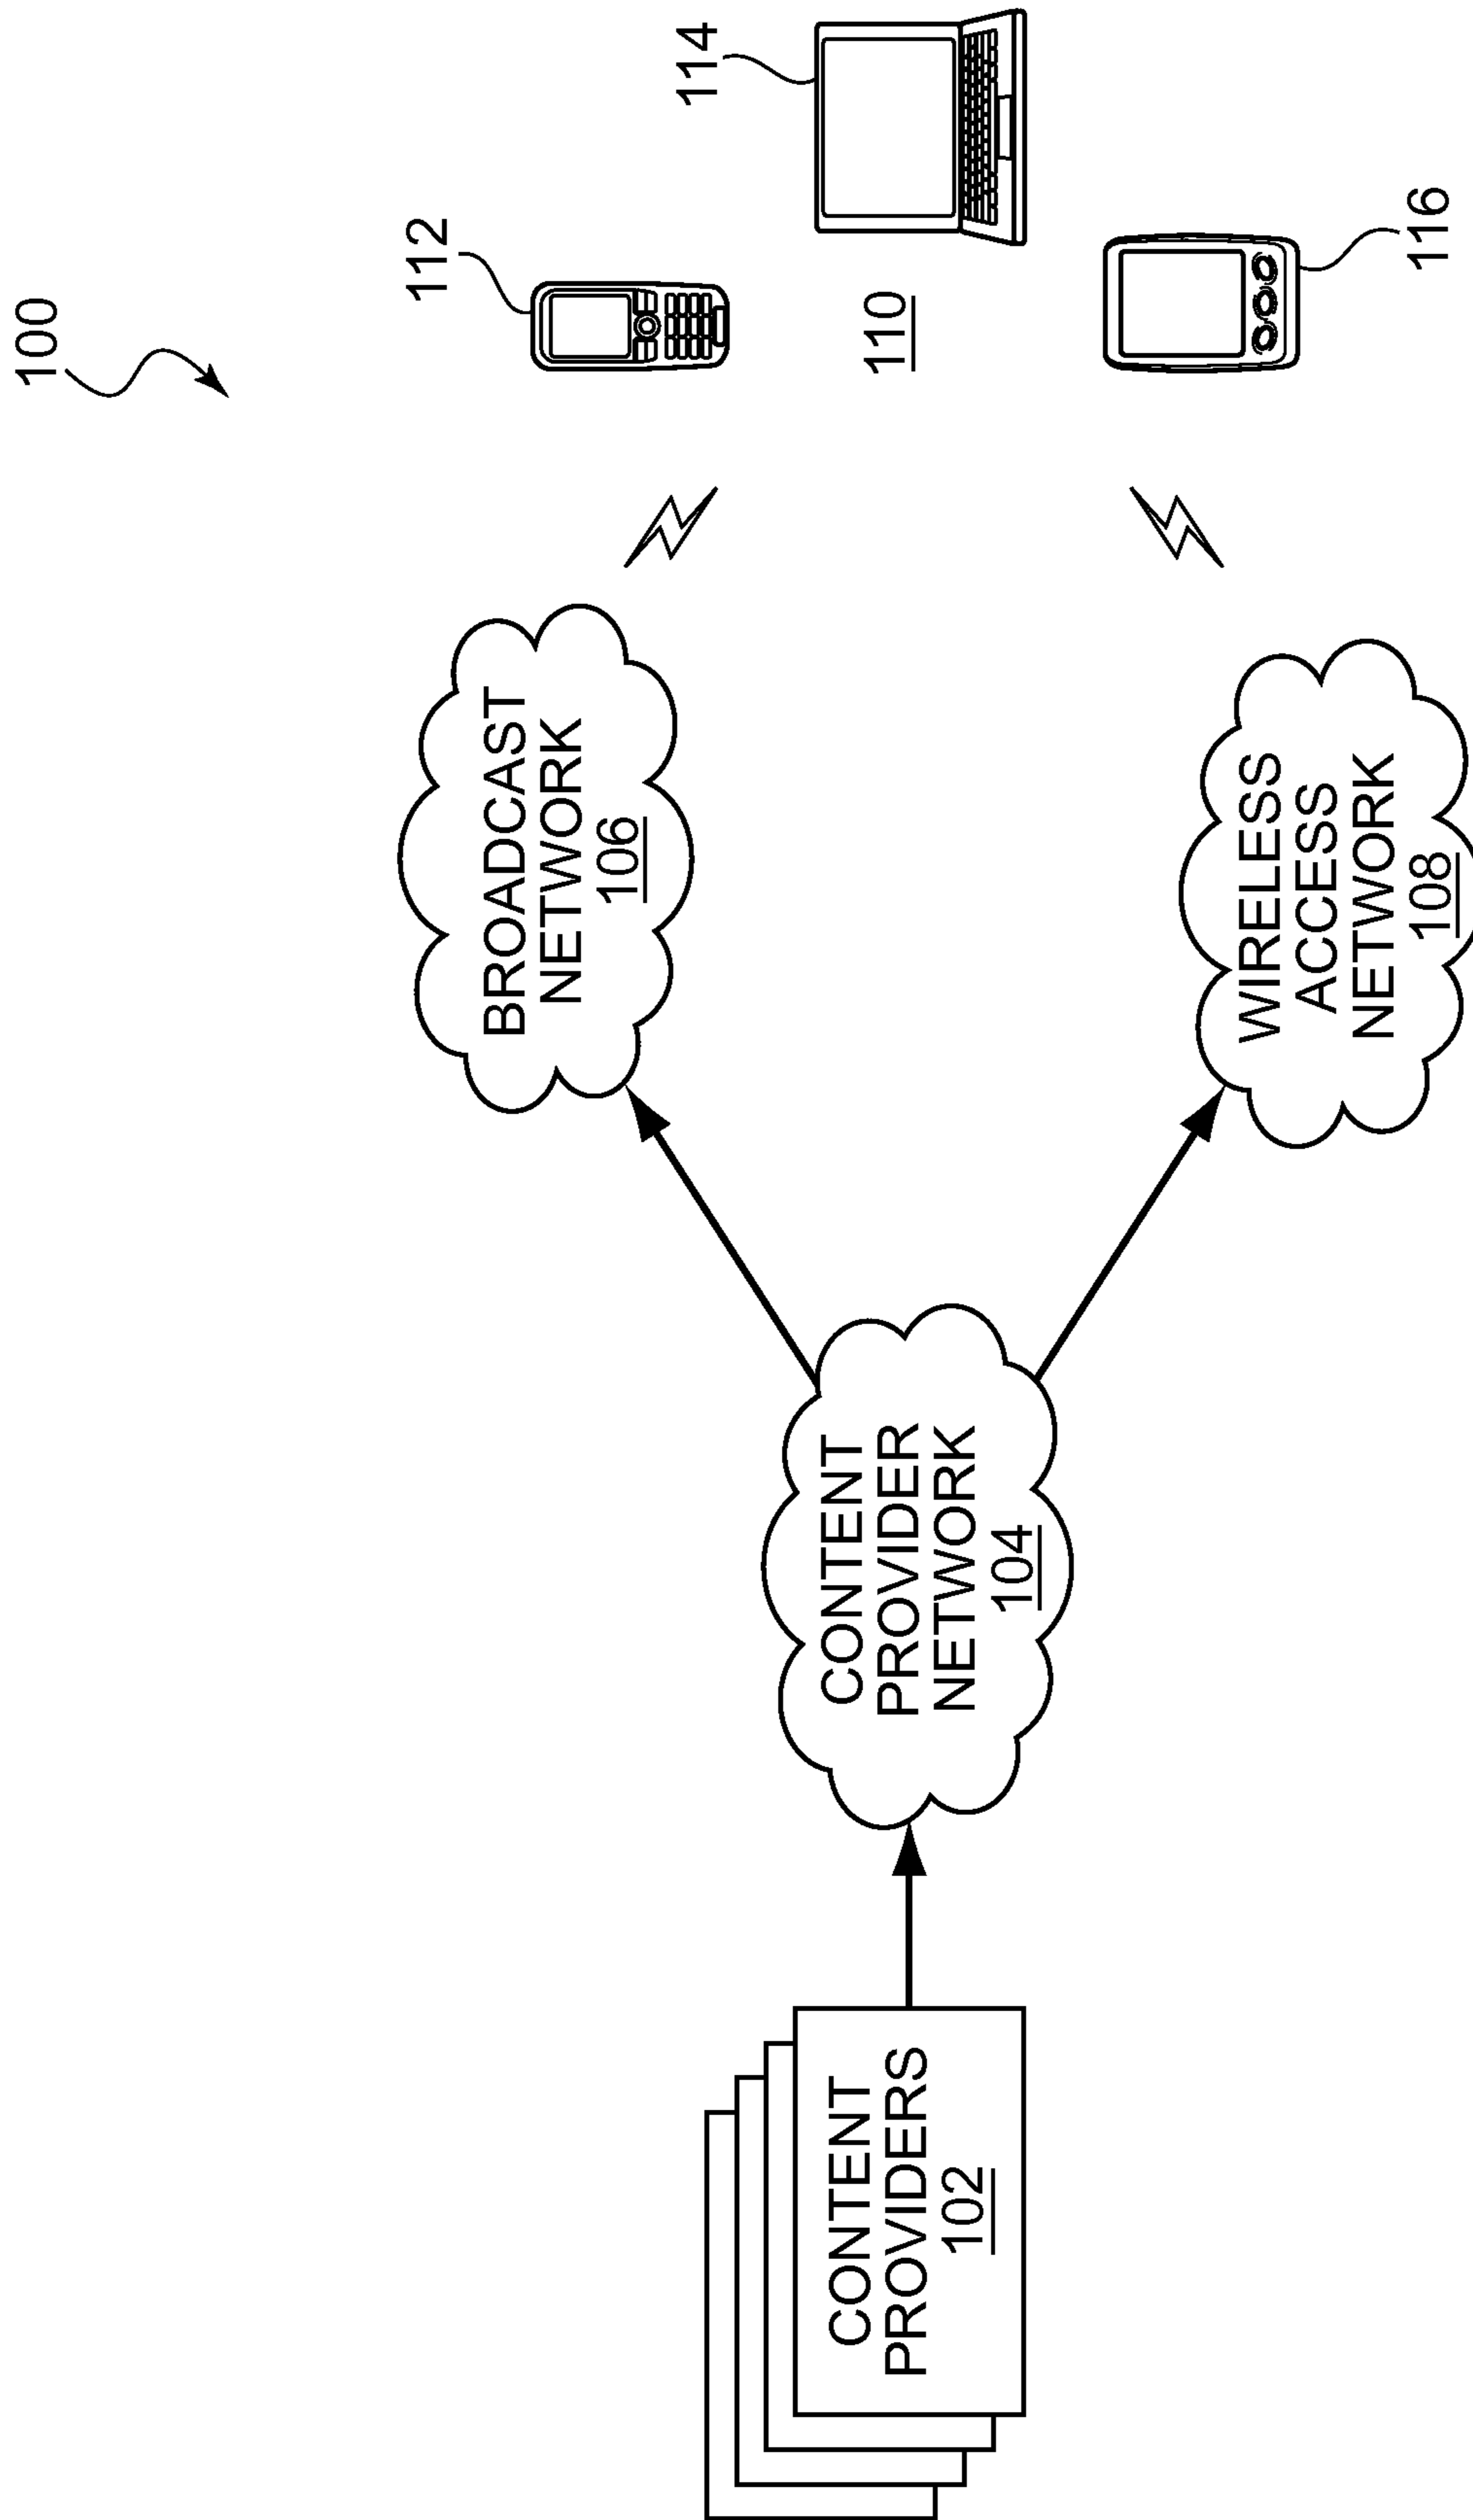 100
112
114
110
116
BROADCAST
NETWORK
106
WIRELESS
ACCESS
NETWORK
108
CONTENT
PROVIDER
NETWORK
104
CONTENT
PROVIDERS
102